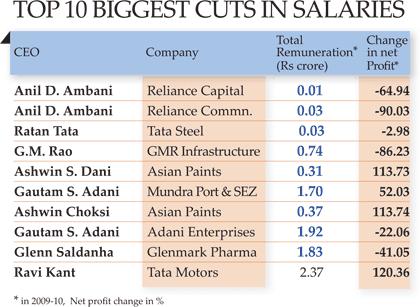 TOP 10 BIGGEST CUTS IN SALARIES
CEO Company Total Remuneration* (Rs crore) Change in net Profit*
Anil D. Ambani Reliance Capital 0.01 -64.94
Anil D. Ambani Reliance Commn. 0.03 -90.03
Ratan Tata Tata Steel 0.03 -2.98
G.M. Rao GMR Infrastructure 0.74 -86.23
Ashwin S. Dani Asian Paints 0.31 113.73
Gautam S. Adani Mundra Port & SEZ 1.70 52.03
Ashwin Choksi Asian Paints 0.37 113.74
Gautam S. Adani Adani Enterprises 1.92 -22.06
Glenn Saldanha Glenmark Pharma 1.83 -41.05
Ravi Kant Tata Motors 2.37 120.36
* in 2009-10, Net profit change in %